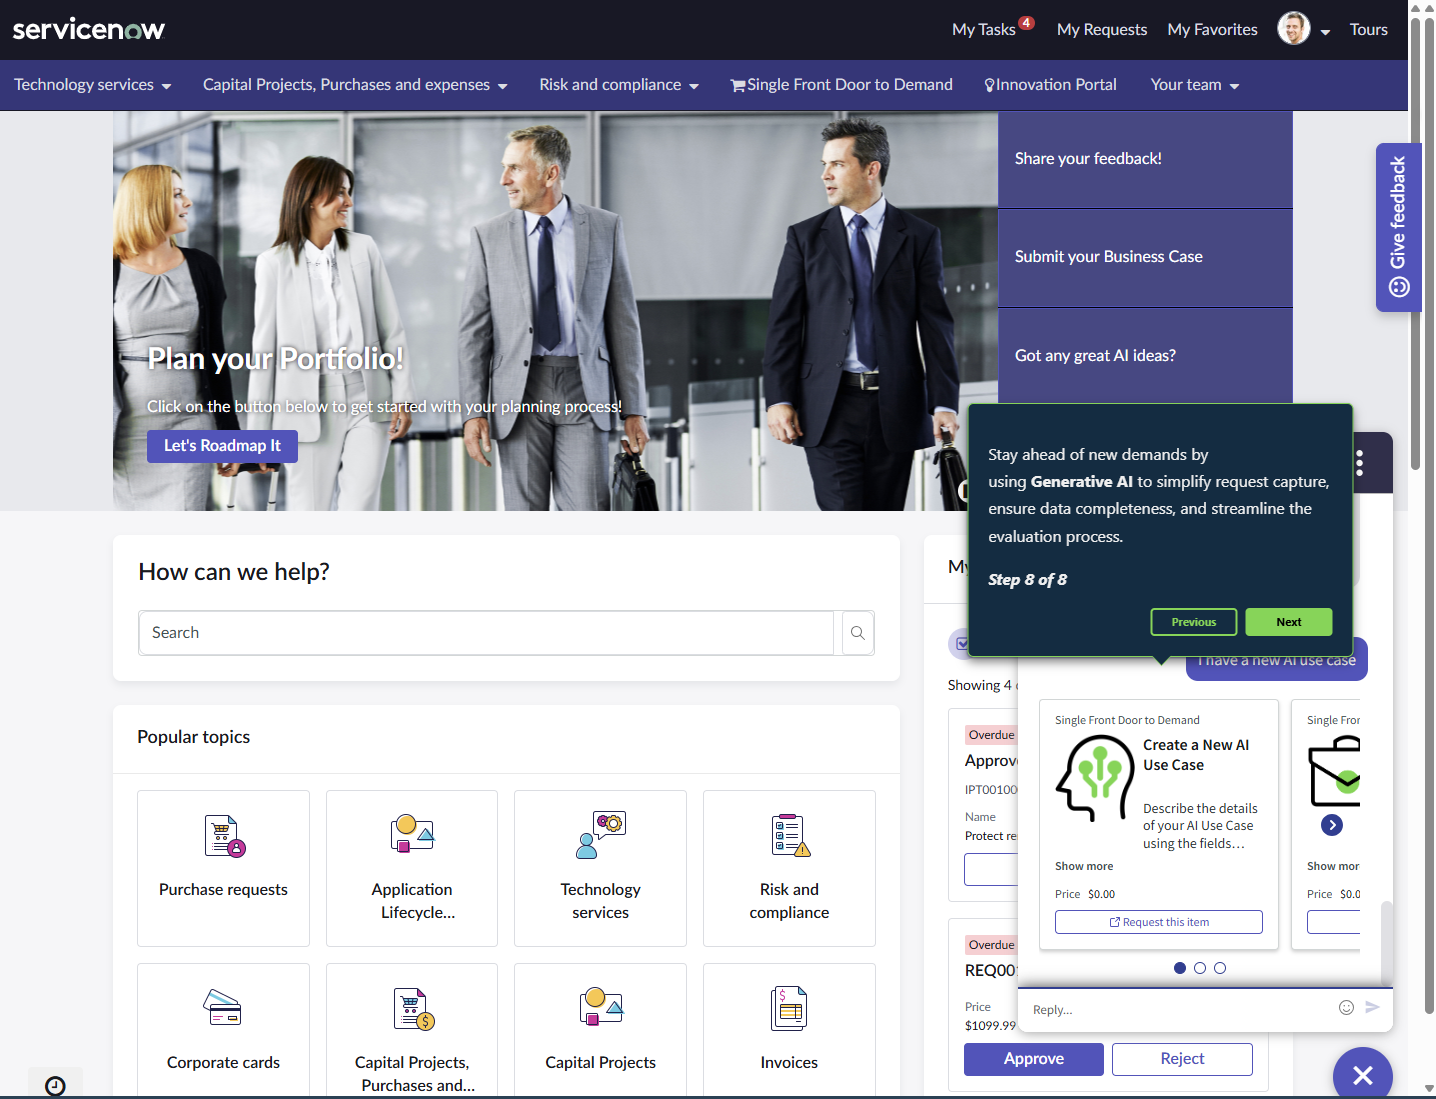 servicenow
My Tasks 4
My Requests
My Favorites
Tours
Technology services
Capital Projects, Purchases and expenses
Risk and compliance
Single Front Door to Demand
Innovation Portal
Your team
Plan your Portfolio!
Click on the button below to get started with your planning process!
Let's Roadmap It
Share your feedback!
Submit your Business Case
Got any great AI ideas?
Give feedback
Stay ahead of new demands by
using Generative AI to simplify request capture,
ensure data completeness, and streamline the
evaluation process.
Step 8 of 8
Previous
Next
How can we help?
Search
Popular topics
Purchase requests
Application
Lifecycle...
Technology
services
Risk and
compliance
Corporate cards
Capital Projects,
Purchases and...
Capital Projects
Invoices
My
Showing 4
Overdue
Approv
IPT00100
Name
Protect re
Overdue
REQ00
Price
$1099.99
Approve
Reject
I have a new AI use case
Single Front Door to Demand
Create a New AI
Use Case
Describe the details
of your AI Use Case
using the fields...
Show more
Price $0.00
Request this item
Single Fror
Show mor
Price $0.0
Reply...